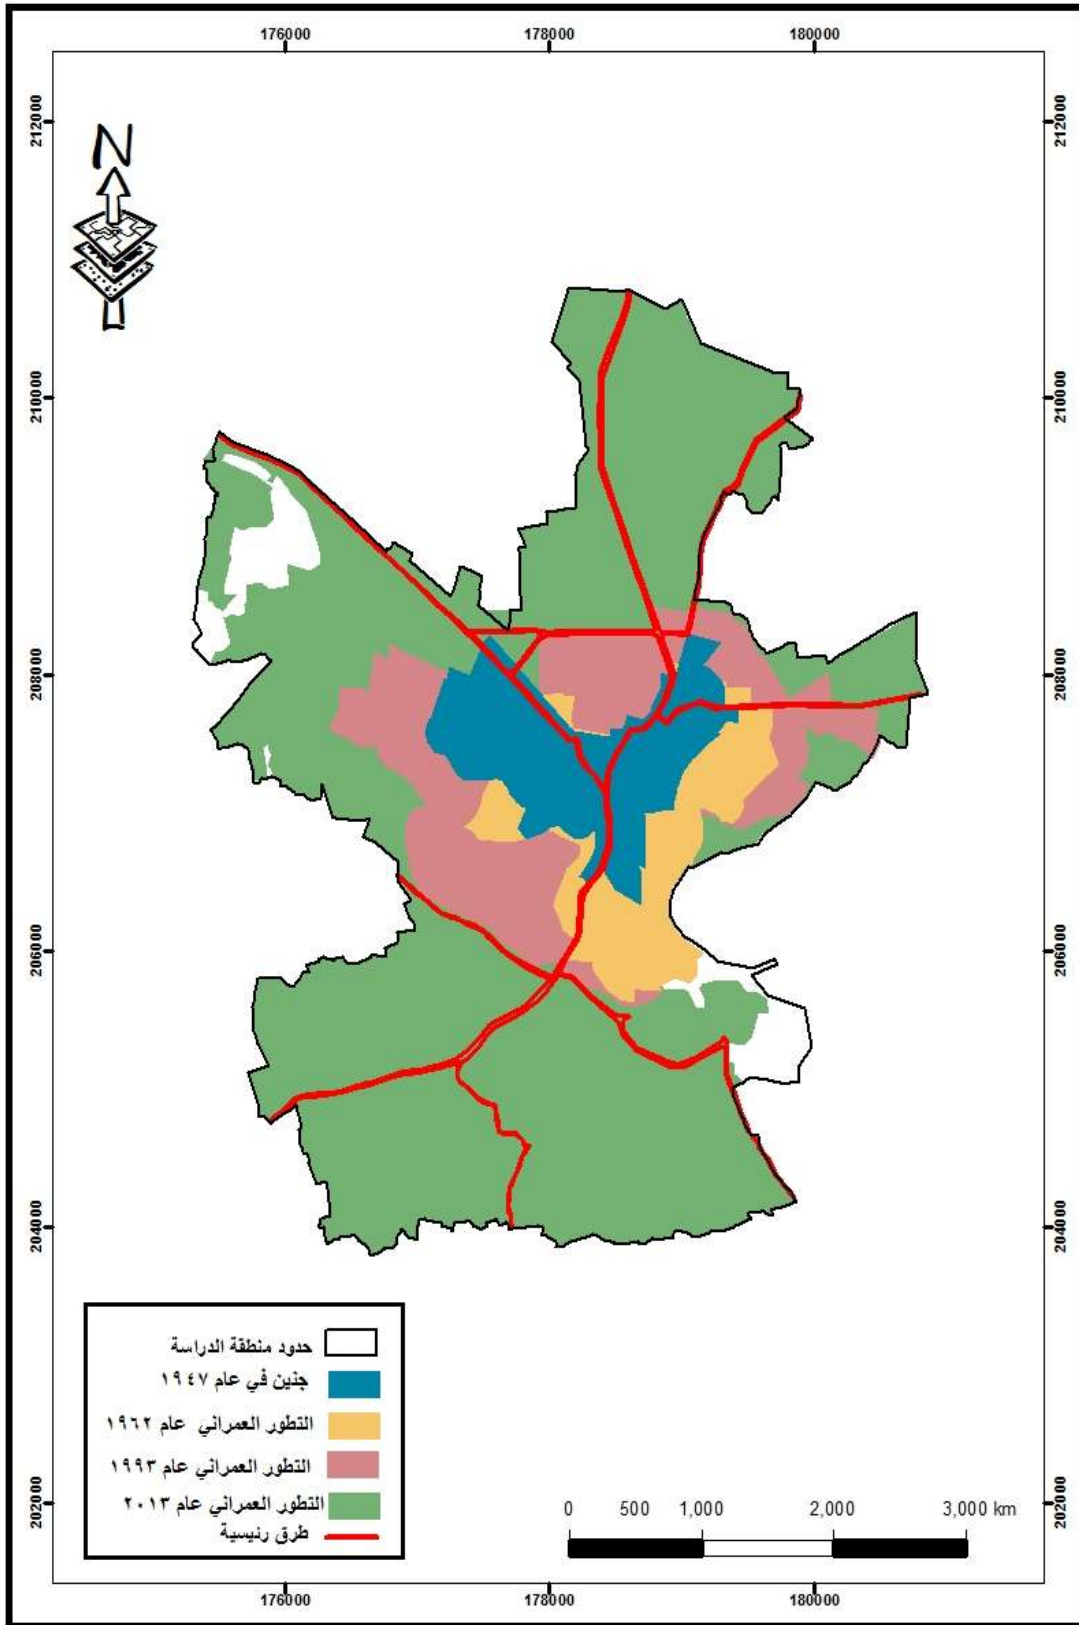 176000 178000 180000
N
212000 212000
210000 210000
208000 208000
206000 206000
204000 204000
202000 202000
حدود منطقة الدراسة
جنين في عام ١٩٤٧
التطور العمراني عام ١٩٦٢
التطور العمراني عام ١٩٩٣
التطور العمراني عام ٢٠١٣
طرق رئيسية
0 500 1,000 2,000 3,000 km
176000 178000 180000